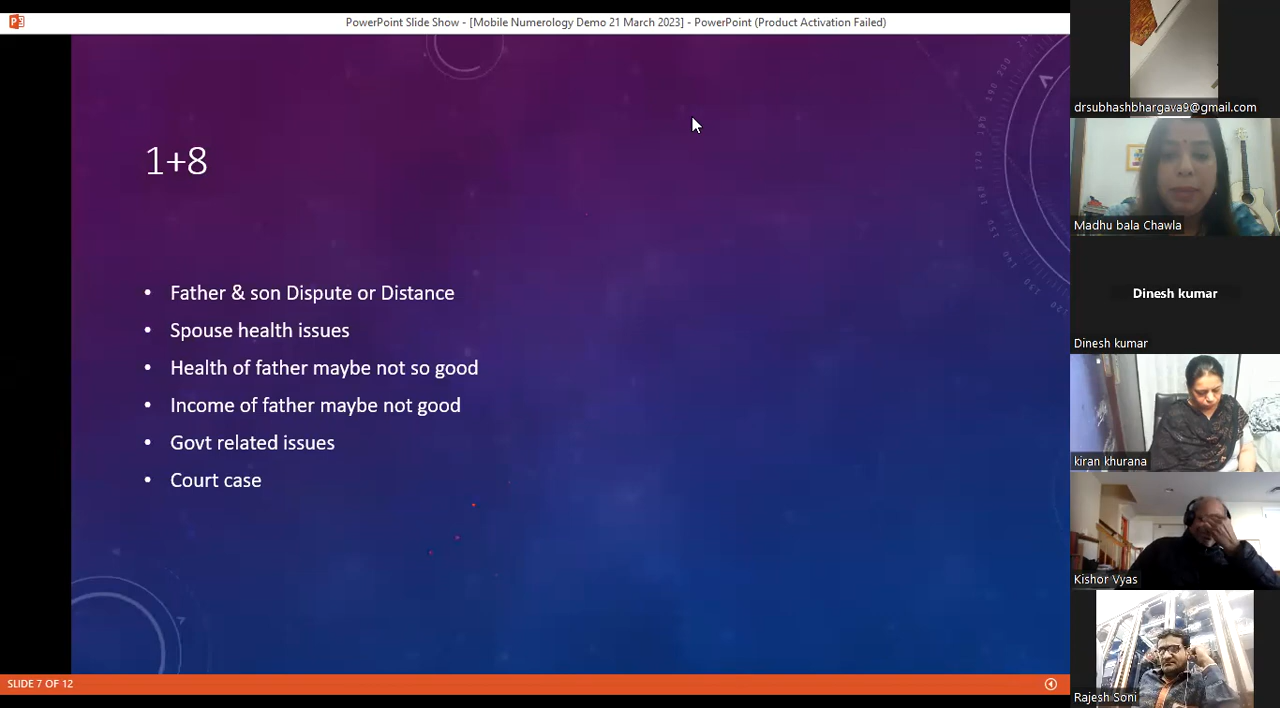 PowerPoint Slide Show - [Mobile Numerology Demo 21 March 2023] - PowerPoint (Product Activation Failed)
1+8
• Father & son Dispute or Distance
• Spouse health issues
• Health of father maybe not so good
• Income of father maybe not good
• Govt related issues
• Court case
SLIDE 7 OF 12
drsubhashbhargava9@gmail.com
Madhu bala Chawla
Dinesh kumar
Dinesh kumar
kiran khurana
Kishor Vyas
Rajesh Soni